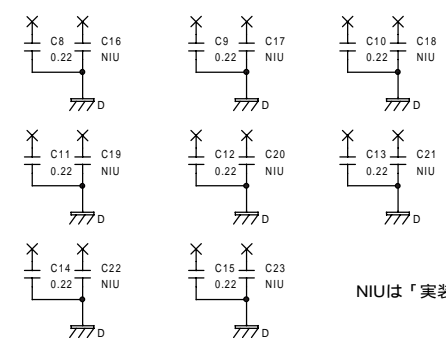 C8 C16 C9 C17 C10 C18
0.22 NIU 0.22 NIU 0.22 NIU
D D D
C11 C19 C12 C20 C13 C21
0.22 NIU 0.22 NIU 0.22 NIU
D D D
C14 C22 C15 C23
0.22 NIU 0.22 NIU
NIUは「実装
D D